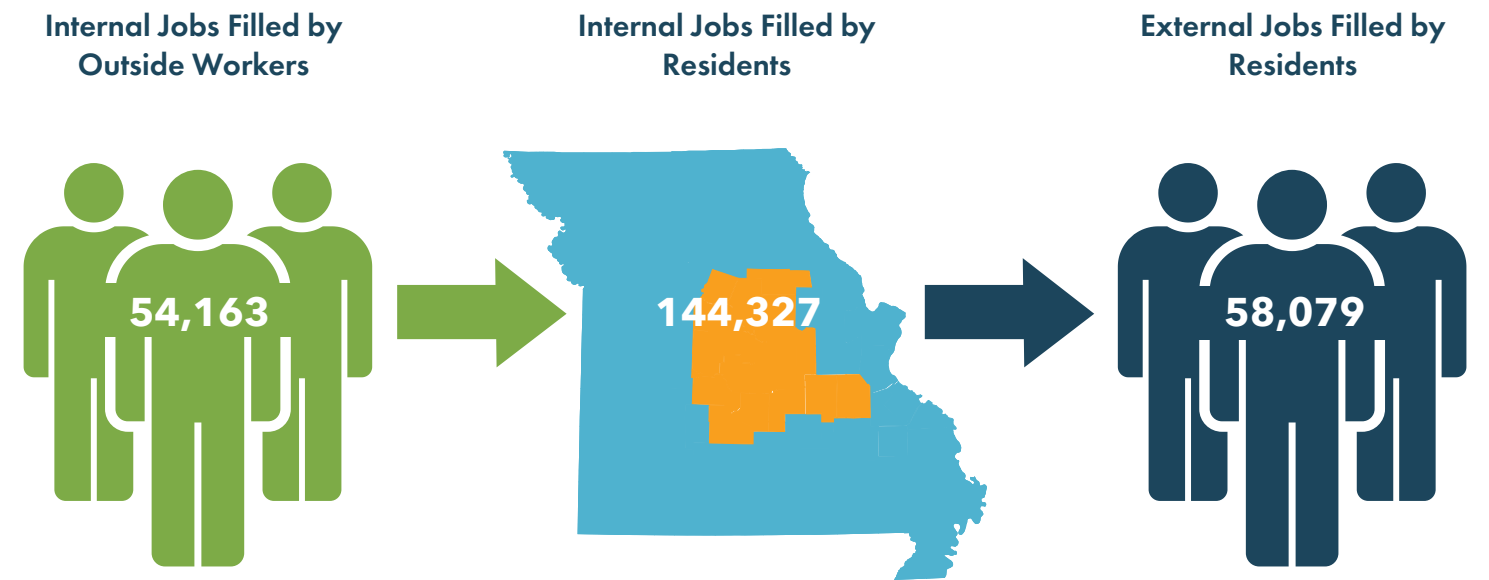 Internal Jobs Filled by
Outside Workers
Internal Jobs Filled by
Residents
External Jobs Filled by
Residents
54,163
144,327
58,079